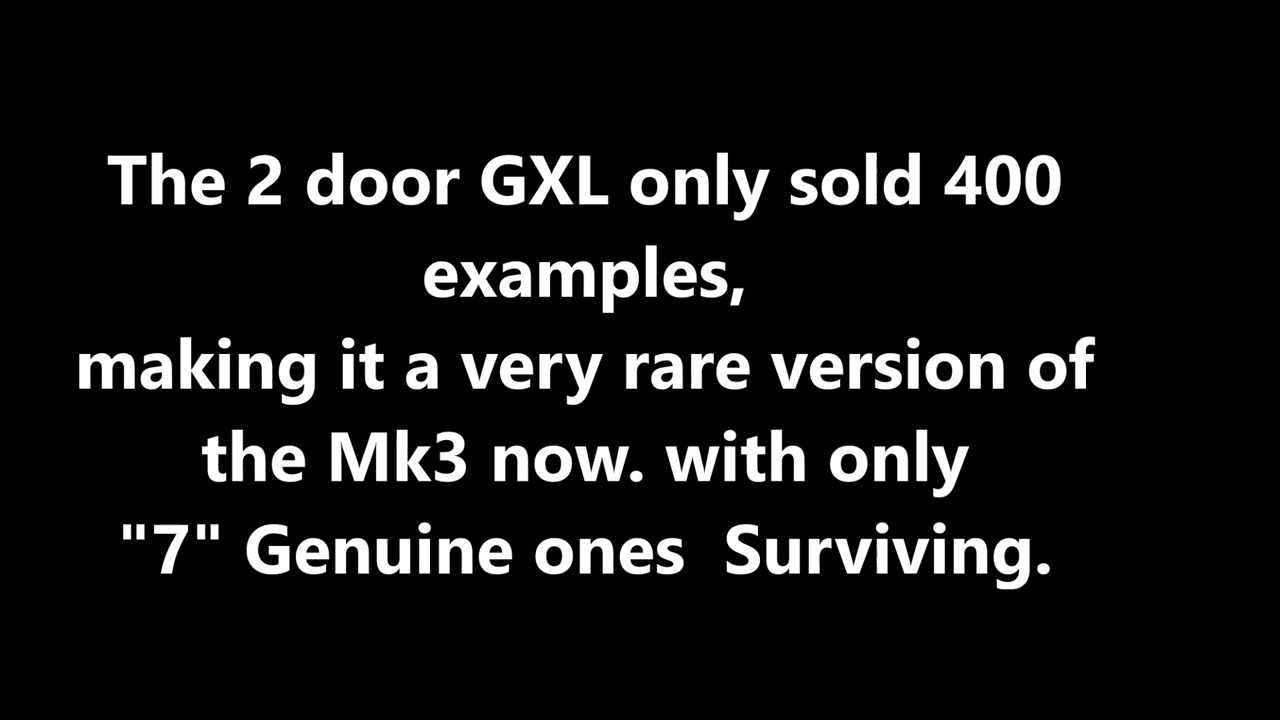 The 2 door GXL only sold 400
examples,
making it a very rare version of
the Mk3 now. with only
"7" Genuine ones  Surviving.